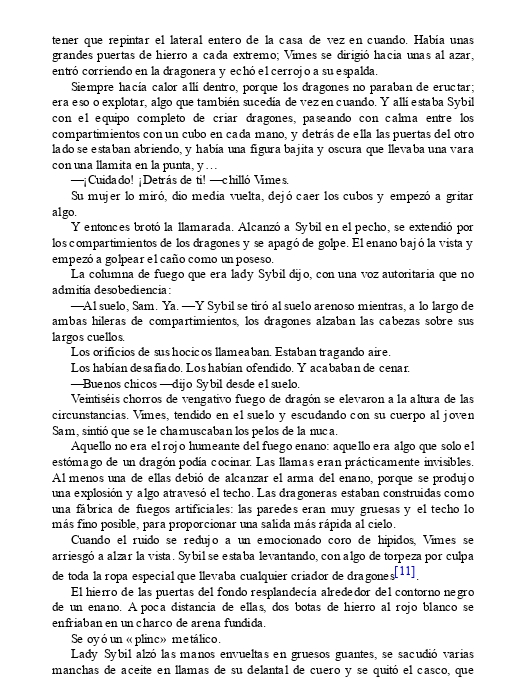 tener que repintar el lateral entero de la casa de vez en cuando. Había unas
grandes puertas de hierro a cada extremo; Vimes se dirigió hacia unas al azar,
entró corriendo en la dragonera y echó el cerrojo a su espalda.
Siempre hacía calor allí dentro, porque los dragones no paraban de eructar;
era eso o explotar, algo que también sucedía de vez en cuando. Y allí estaba Sybil
con el equipo completo de criar dragones, paseando con calma entre los
compartimientos con un cubo en cada mano, y detrás de ella las puertas del otro
lado se estaban abriendo, y había una figura bajita y oscura que llevaba una vara
con una llamita en la punta, y…
—¡Cuidado! ¡Detrás de ti! —chilló Vimes.
Su mujer lo miró, dio media vuelta, dejó caer los cubos y empezó a gritar
algo.
Y entonces brotó la llamarada. Alcanzó a Sybil en el pecho, se extendió por
los compartimientos de los dragones y se apagó de golpe. El enano bajó la vista y
empezó a golpear el caño como un poseso.
La columna de fuego que era lady Sybil dijo, con una voz autoritaria que no
admitía desobediencia:
—Al suelo, Sam. Ya. —Y Sybil se tiró al suelo arenoso mientras, a lo largo de
ambas hileras de compartimientos, los dragones alzaban las cabezas sobre sus
largos cuellos.
Los orificios de sus hocicos llameaban. Estaban tragando aire.
Los habían desafiado. Los habían ofendido. Y acababan de cenar.
—Buenos chicos —dijo Sybil desde el suelo.
Veintiséis chorros de vengativo fuego de dragón se elevaron a la altura de las
circunstancias. Vimes, tendido en el suelo y escudando con su cuerpo al joven
Sam, sintió que se le chamuscaban los pelos de la nuca.
Aquello no era el rojo humeante del fuego enano: aquello era algo que solo el
estómago de un dragón podía cocinar. Las llamas eran prácticamente invisibles.
Al menos una de ellas debió de alcanzar el arma del enano, porque se produjo
una explosión y algo atravesó el techo. Las dragoneras estaban construidas como
una fábrica de fuegos artificiales: las paredes eran muy gruesas y el techo lo
más fino posible, para proporcionar una salida más rápida al cielo.
Cuando el ruido se redujo a un emocionado coro de hipidos, Vimes se
arriesgó a alzar la vista. Sybil se estaba levantando, con algo de torpeza por culpa
de toda la ropa especial que llevaba cualquier criador de dragones[11].
El hierro de las puertas del fondo resplandecía alrededor del contorno negro
de un enano. A poca distancia de ellas, dos botas de hierro al rojo blanco se
enfriaban en un charco de arena fundida.
Se oyó un «plinc» metálico.
Lady Sybil alzó las manos envueltas en gruesos guantes, se sacudió varias
manchas de aceite en llamas de su delantal de cuero y se quitó el casco, que